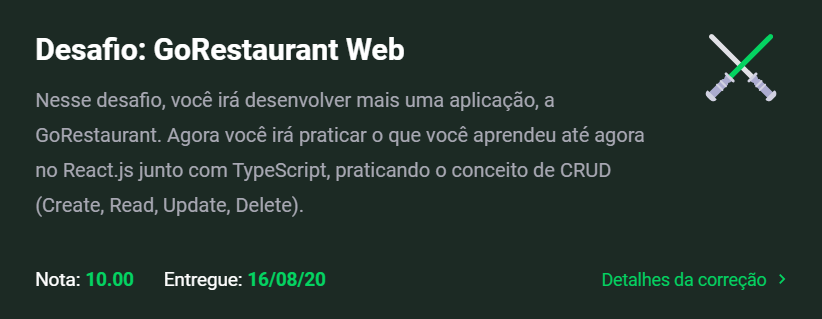 Desafio: GoRestaurant Web
Nesse desafio, você irá desenvolver mais uma aplicação, a
GoRestaurant. Agora você irá praticar o que você aprendeu até agora
no React.js junto com TypeScript, praticando o conceito de CRUD
(Create, Read, Update, Delete).
Nota: 10.00 Entregue: 16/08/20 Detalhes da correção